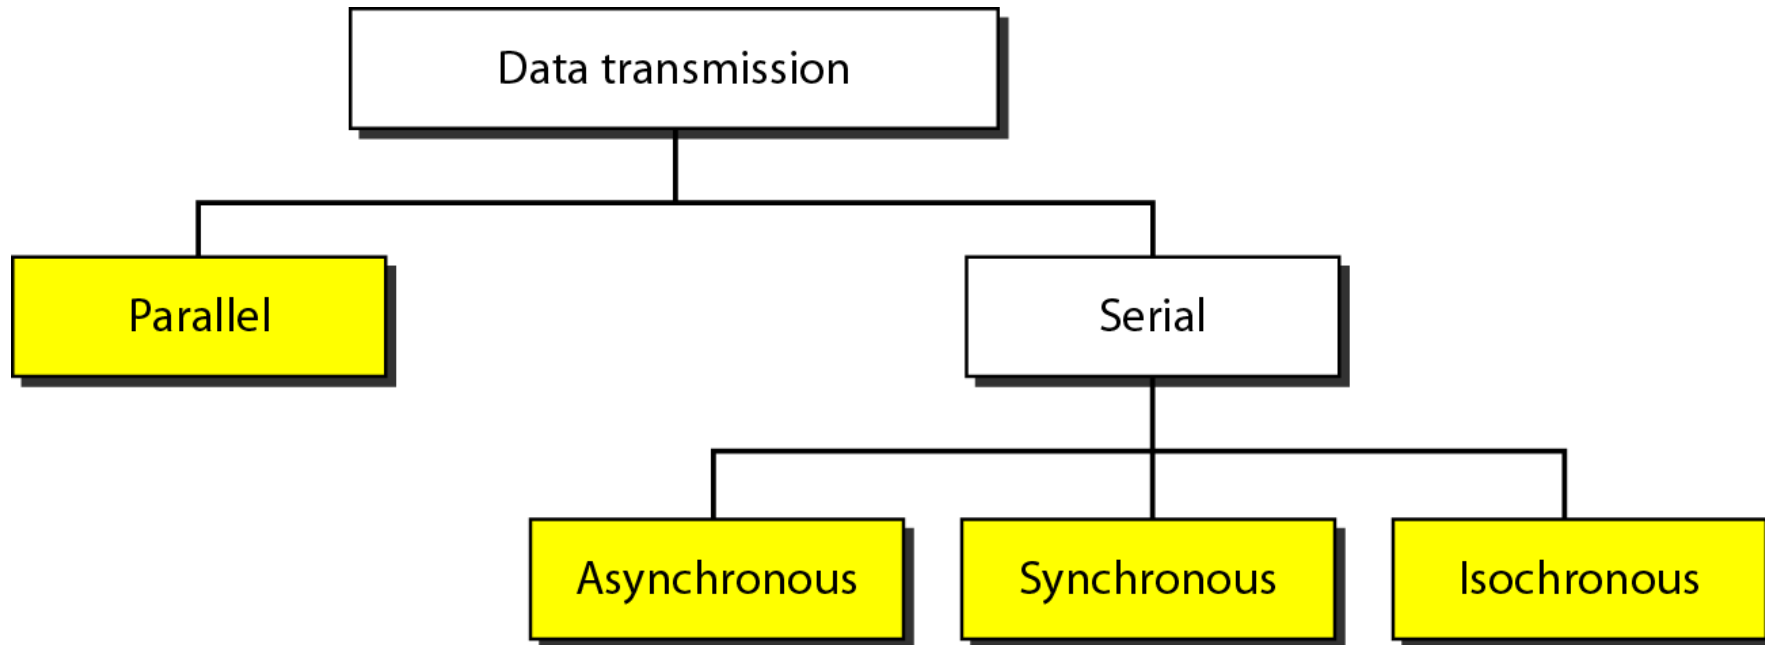 Data transmission
Parallel
Serial
Asynchronous
Synchronous
Isochronous